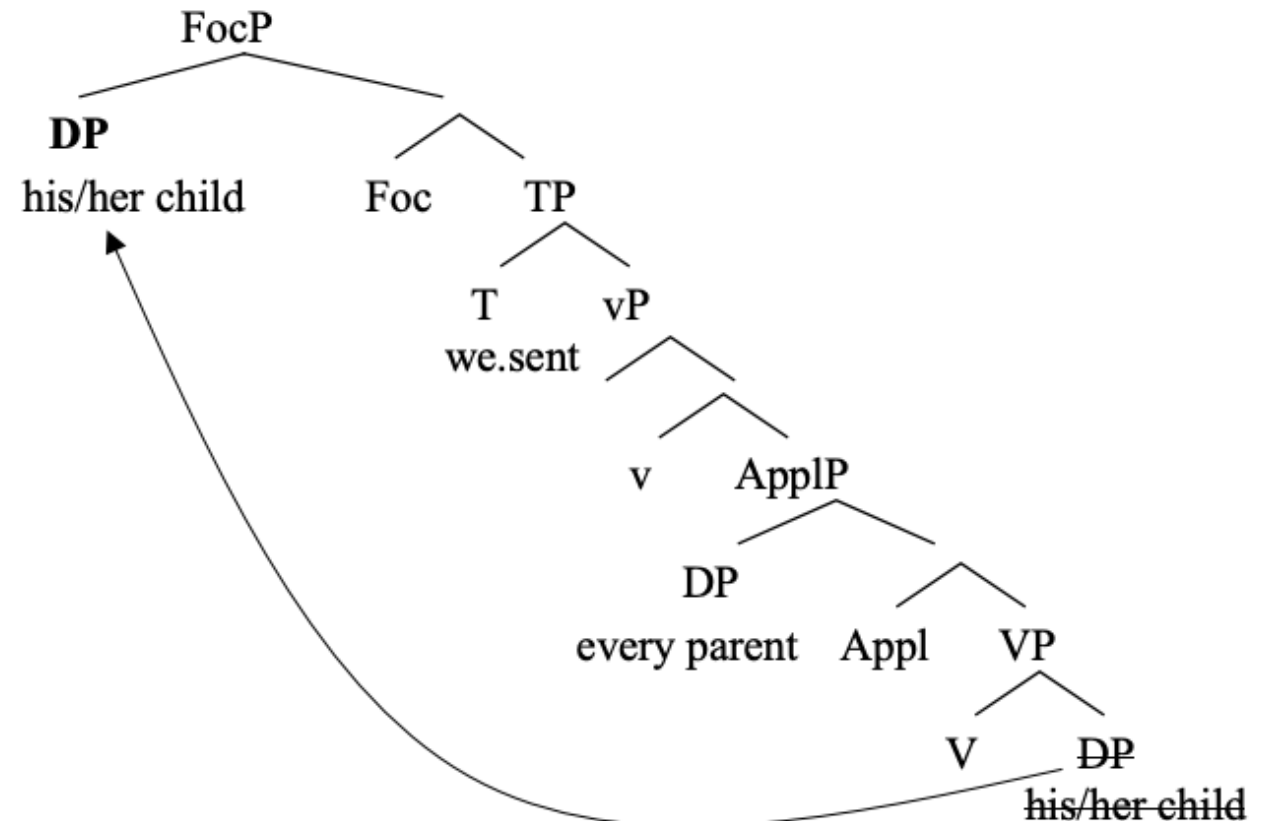 FocP
DP
his/her child Foc TP
T vP
we.sent
v ApplP
DP
every parent Appl VP
V DP
his/her child